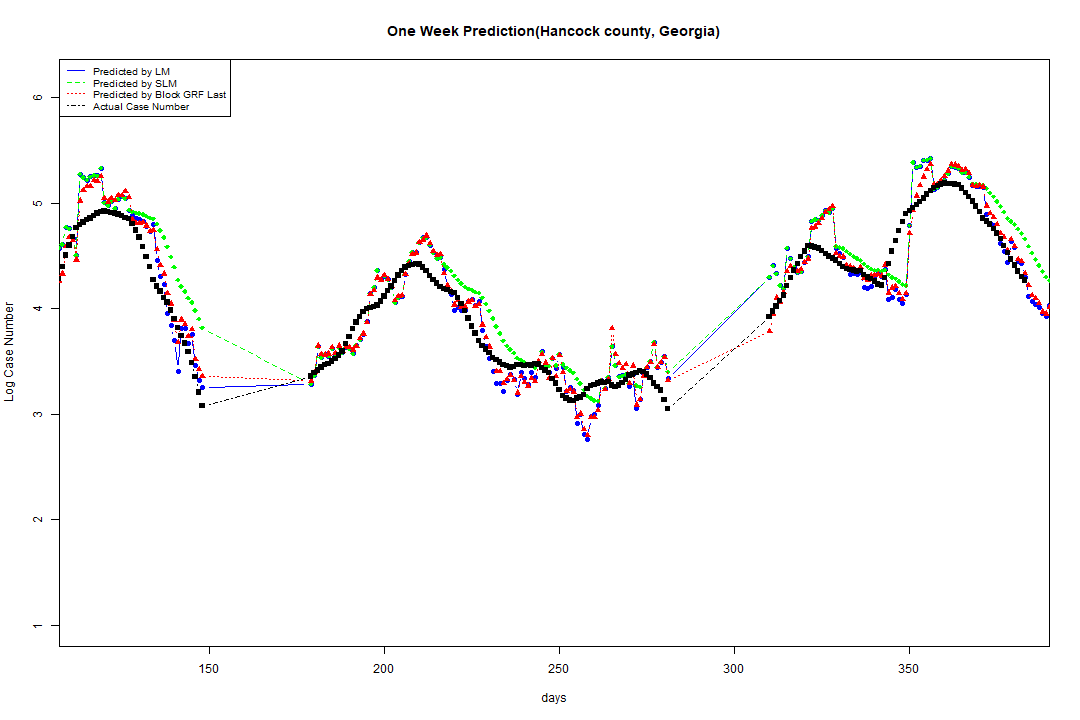 One Week Prediction(Hancock county, Georgia)
Predicted by LM
Predicted by SLM
Predicted by Block GRF Last
Actual Case Number
Log Case Number
6
5
4
3
2
1
150
200
250
300
350
days